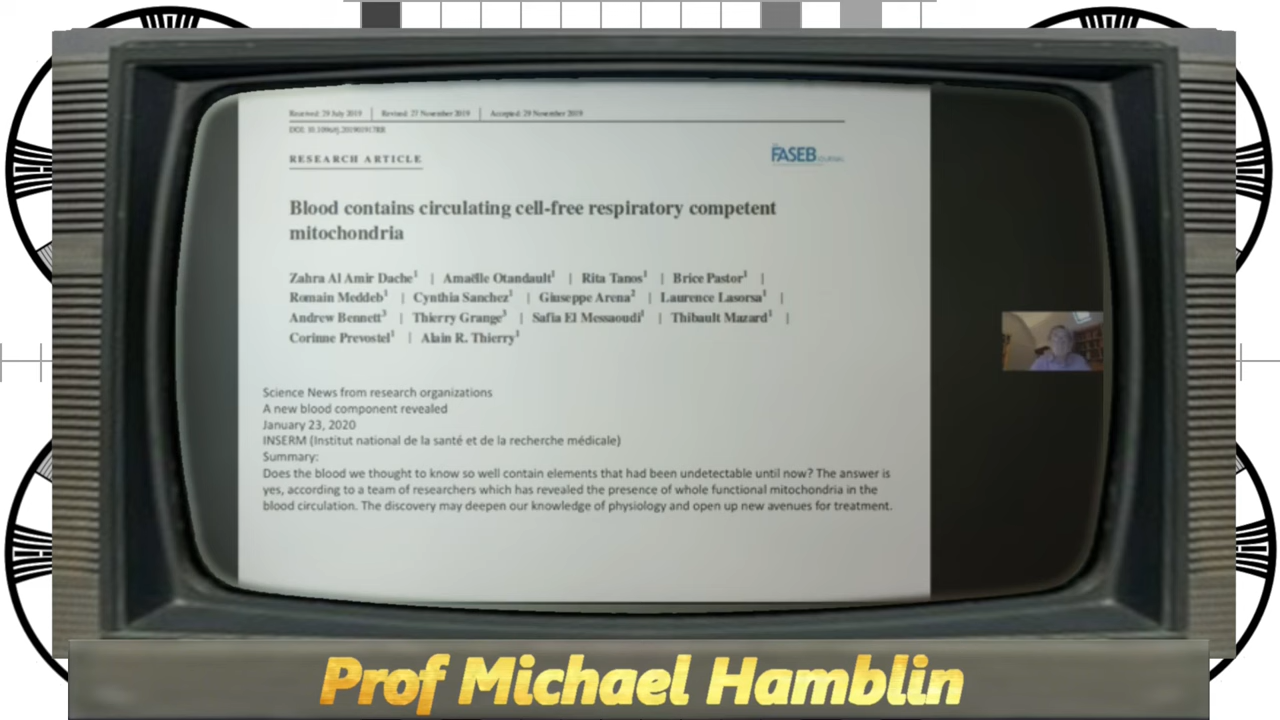 Received: 29 July 2019 | Revised: 27 November 2019 | Accepted: 29 November 2019
DOI: 10.1096/fj.201901917RR
RESEARCH ARTICLE
FASEB JOURNAL
Blood contains circulating cell-free respiratory competent
mitochondria
Zahra Al Amir Dache¹ | Amaëlle Otandault¹ | Rita Tanos¹ | Brice Pastor¹ |
Romain Meddeb¹ | Cynthia Sanchez¹ | Giuseppe Arena² | Laurence Lasorsa¹ |
Andrew Bennett³ | Thierry Grange³ | Safia El Messaoudi¹ | Thibault Mazard¹ |
Corinne Prevostel¹ | Alain R. Thierry¹
Science News from research organizations
A new blood component revealed
January 23, 2020
INSERM (Institut national de la santé et de la recherche médicale)
Summary:
Does the blood we thought to know so well contain elements that had been undetectable until now? The answer is
yes, according to a team of researchers which has revealed the presence of whole functional mitochondria in the
blood circulation. The discovery may deepen our knowledge of physiology and open up new avenues for treatment.
Prof Michael Hamblin